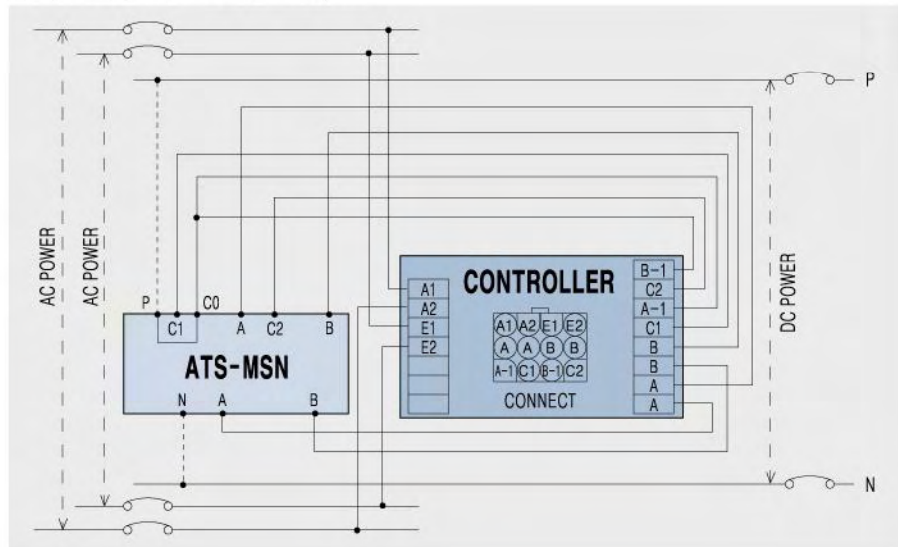 P
AC POWER
AC POWER
DC POWER
P C0
C1 A C2 B
ATS-MSN
N A B
CONTROLLER
A1
A2
E1
E2
A1 A2 E1 E2
A A B B
A-1 C1 B-1 C2
CONNECT
B-1
C2
A-1
C1
B
B
A
A
N